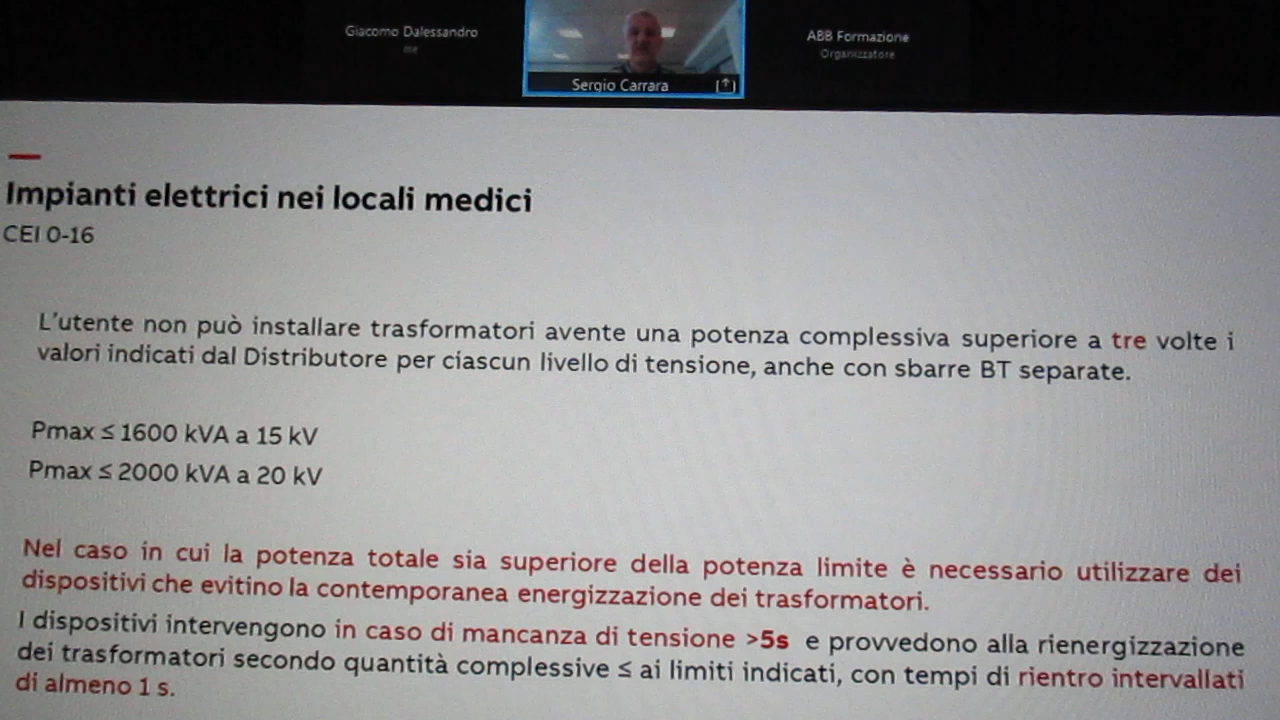 Giacomo Dalessandro
me
Sergio Carrara
ABB Formazione
Organizzatore
Impianti elettrici nei locali medici
CEI 0-16
L'utente non può installare trasformatori avente una potenza complessiva superiore a tre volte i
valori indicati dal Distributore per ciascun livello di tensione, anche con sbarre BT separate.
Pmax ≤ 1600 kVA a 15 kV
Pmax ≤ 2000 kVA a 20 kV
Nel caso in cui la potenza totale sia superiore della potenza limite è necessario utilizzare dei
dispositivi che evitino la contemporanea energizzazione dei trasformatori.
I dispositivi intervengono in caso di mancanza di tensione >5s e provvedono alla rienergizzazione
dei trasformatori secondo quantità complessive ≤ ai limiti indicati, con tempi di rientro intervallati
di almeno 1 s.